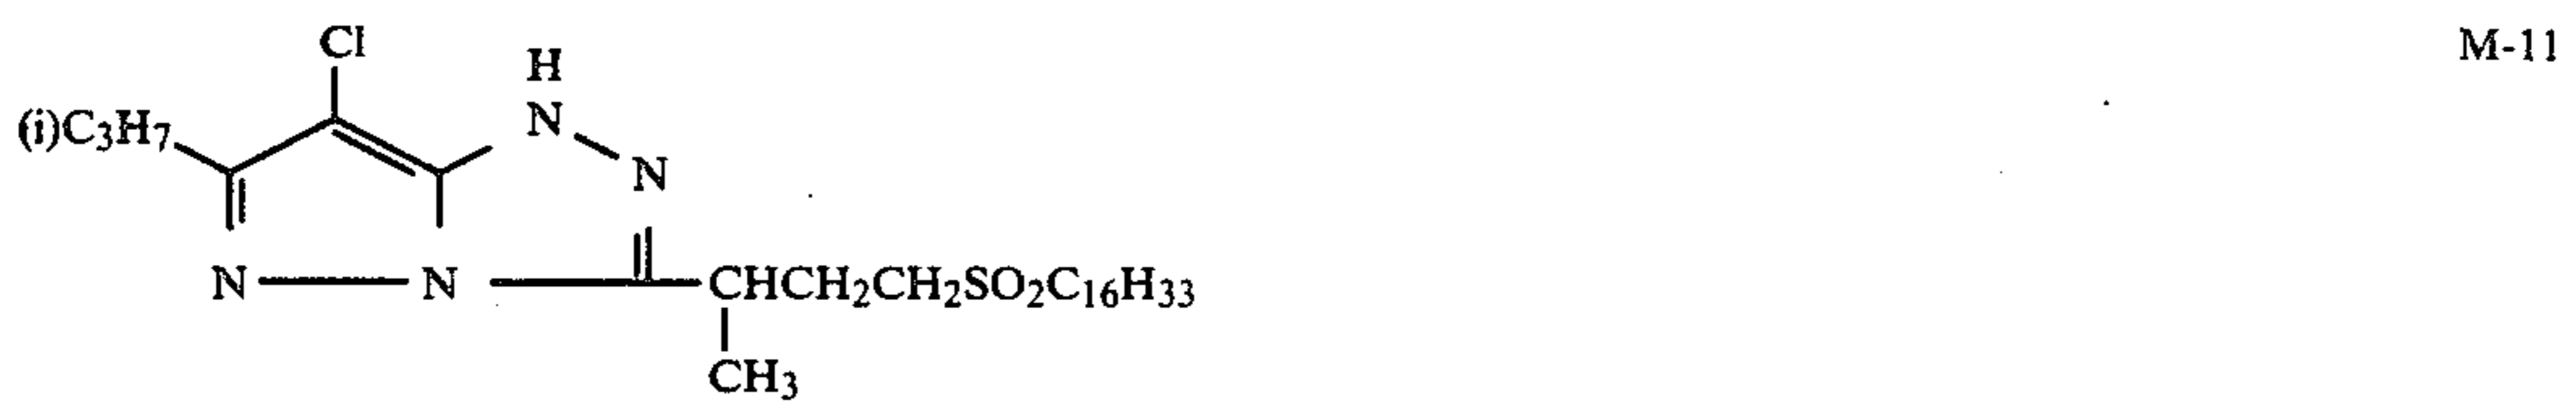 Cl M-11
H
(i)C₃H₇ N
N
N N CHCH₂CH₂SO₂C₁₆H₃₃
CH₃